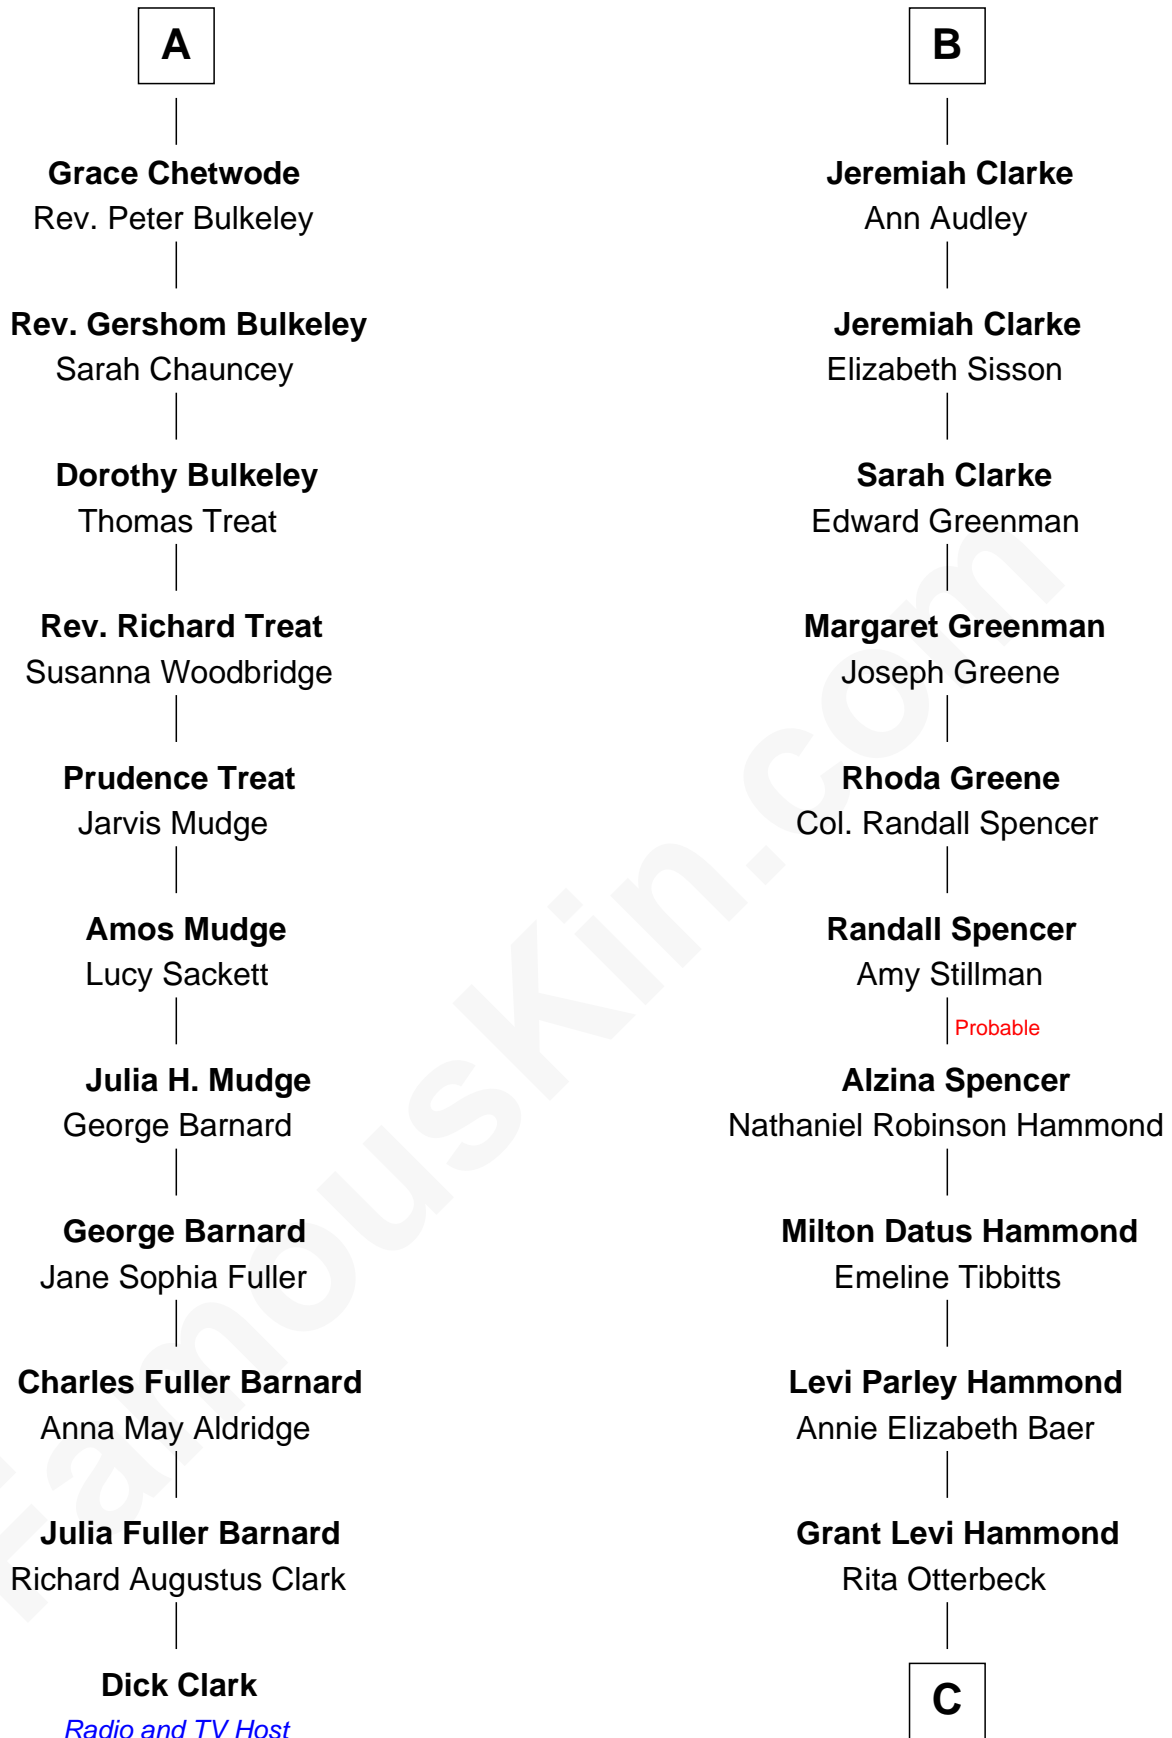 A
Grace Chetwode
Rev. Peter Bulkeley
Rev. Gershom Bulkeley
Sarah Chauncey
Dorothy Bulkeley
Thomas Treat
Rev. Richard Treat
Susanna Woodbridge
Prudence Treat
Jarvis Mudge
Amos Mudge
Lucy Sackett
Julia H. Mudge
George Barnard
George Barnard
Jane Sophia Fuller
Charles Fuller Barnard
Anna May Aldridge
Julia Fuller Barnard
Richard Augustus Clark
Dick Clark
Radio and TV Host
B
Jeremiah Clarke
Ann Audley
Jeremiah Clarke
Elizabeth Sisson
Sarah Clarke
Edward Greenman
Margaret Greenman
Joseph Greene
Rhoda Greene
Col. Randall Spencer
Randall Spencer
Amy Stillman
Probable
Alzina Spencer
Nathaniel Robinson Hammond
Milton Datus Hammond
Emeline Tibbitts
Levi Parley Hammond
Annie Elizabeth Baer
Grant Levi Hammond
Rita Otterbeck
C
FamousKin.com